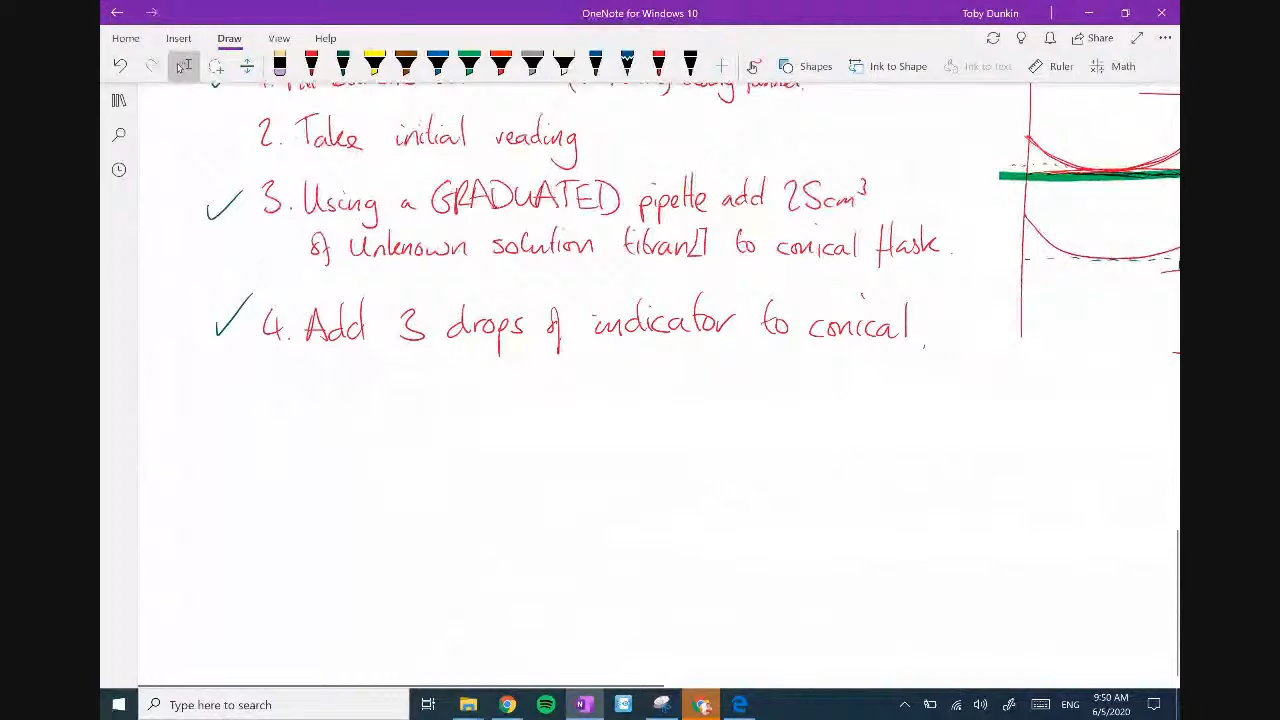 OneNote for Windows 10
Toby Dunkin
Home Insert Draw View Help
Share
Shapes Ink to Shape Ink to Text Ruler Math
2. Take initial reading
3. Using a GRADUATED pipette add 25cm³
of unknown solution to conical flask.
4. Add 3 drops of indicator to conical
Type here to search
ENG
9:50 AM
6/5/2020